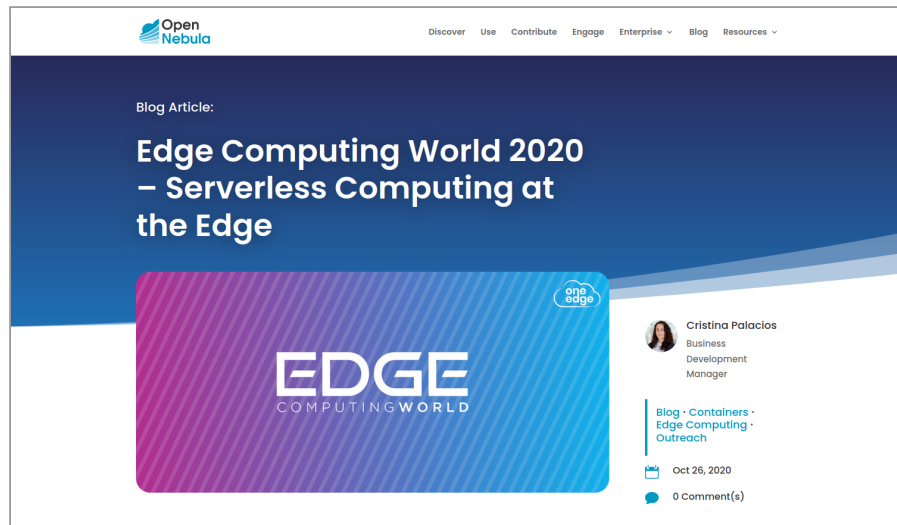 Open
Nebula
Discover Use Contribute Engage Enterprise Blog Resources
Blog Article:
Edge Computing World 2020
– Serverless Computing at
the Edge
one
edge
EDGE
COMPUTINGWORLD
Cristina Palacios
Business
Development
Manager
Blog · Containers ·
Edge Computing ·
Outreach
Oct 26, 2020
0 Comment(s)